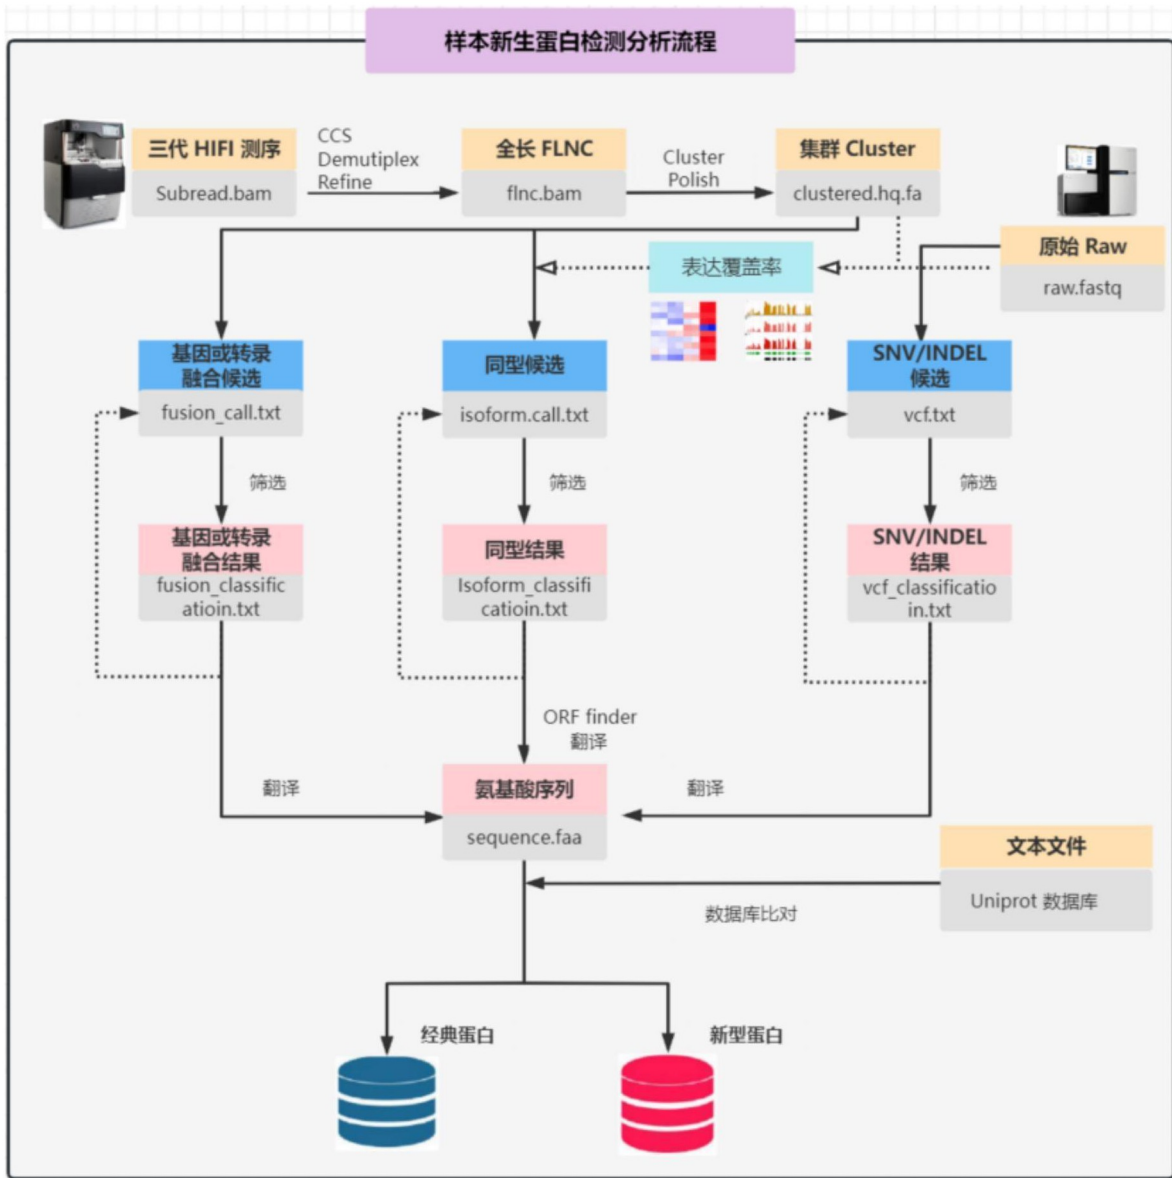 样本新生蛋白检测分析流程
三代 HIFI 测序
Subread.bam
CCS
Demutiplex
Refine
全长 FLNC
flnc.bam
Cluster
Polish
集群 Cluster
clustered.hq.fa
原始 Raw
raw.fastq
表达覆盖率
基因或转录
融合候选
fusion_call.txt
同型候选
isoform.call.txt
SNV/INDEL
候选
vcf.txt
筛选
筛选
筛选
基因或转录
融合结果
fusion_classific
atioin.txt
同型结果
Isoform_classifi
catioin.txt
SNV/INDEL
结果
vcf_classificatio
in.txt
ORF finder
翻译
翻译
翻译
氨基酸序列
sequence.faa
文本文件
Uniprot 数据库
数据库比对
经典蛋白
新型蛋白